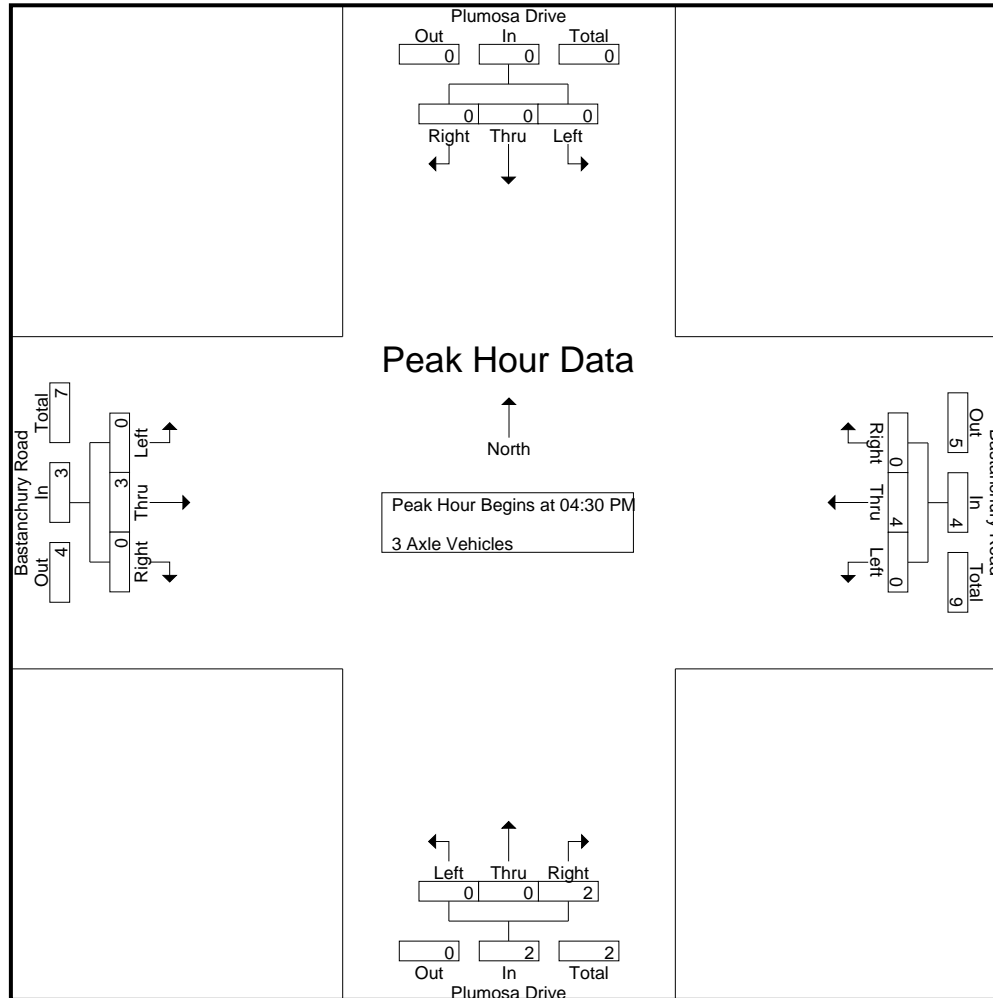 Plumosa Drive
Out In Total
0 0 0
0 0 0
Right Thru Left
Peak Hour Data
North
Peak Hour Begins at 04:30 PM
3 Axle Vehicles
Bastanchury Road
Total In Out
7 3 4
0 3 0
Left Thru Right
Bastanchury Road
Out In Total
5 4 9
0 4 0
Right Thru Left
Left Thru Right
0 0 2
0 2 2
Out In Total
Plumosa Drive